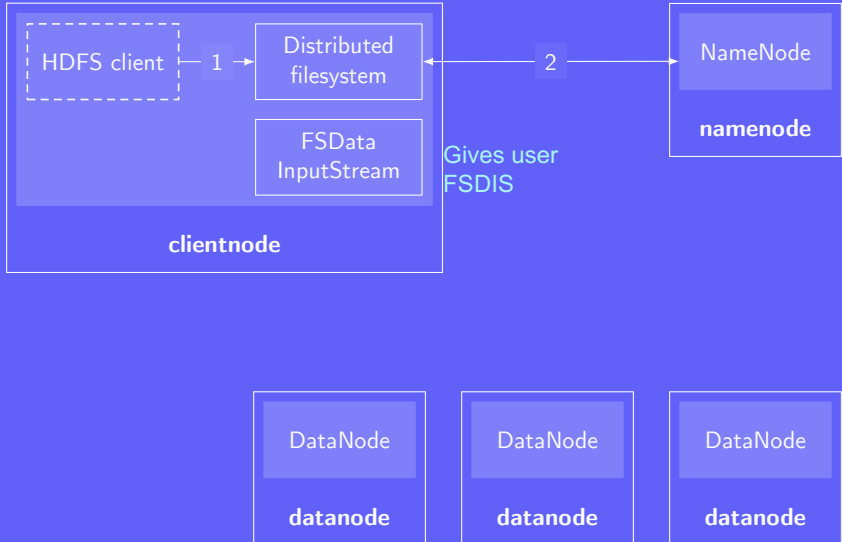 HDFS client
1
Distributed
filesystem
2
NameNode
namenode
FSData
InputStream
Gives user
FSDIS
clientnode
DataNode
DataNode
DataNode
datanode
datanode
datanode